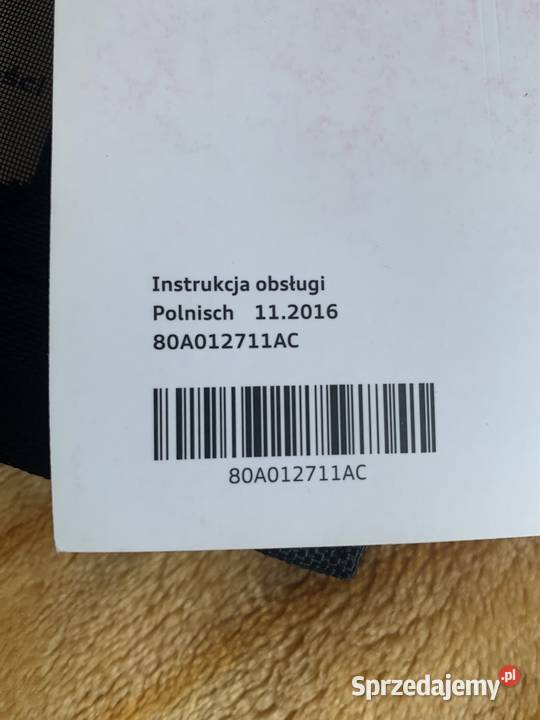 Instrukcja obsługi
Polnisch 11.2016
80A012711AC
80A012711AC
Sprzedajemy.pl